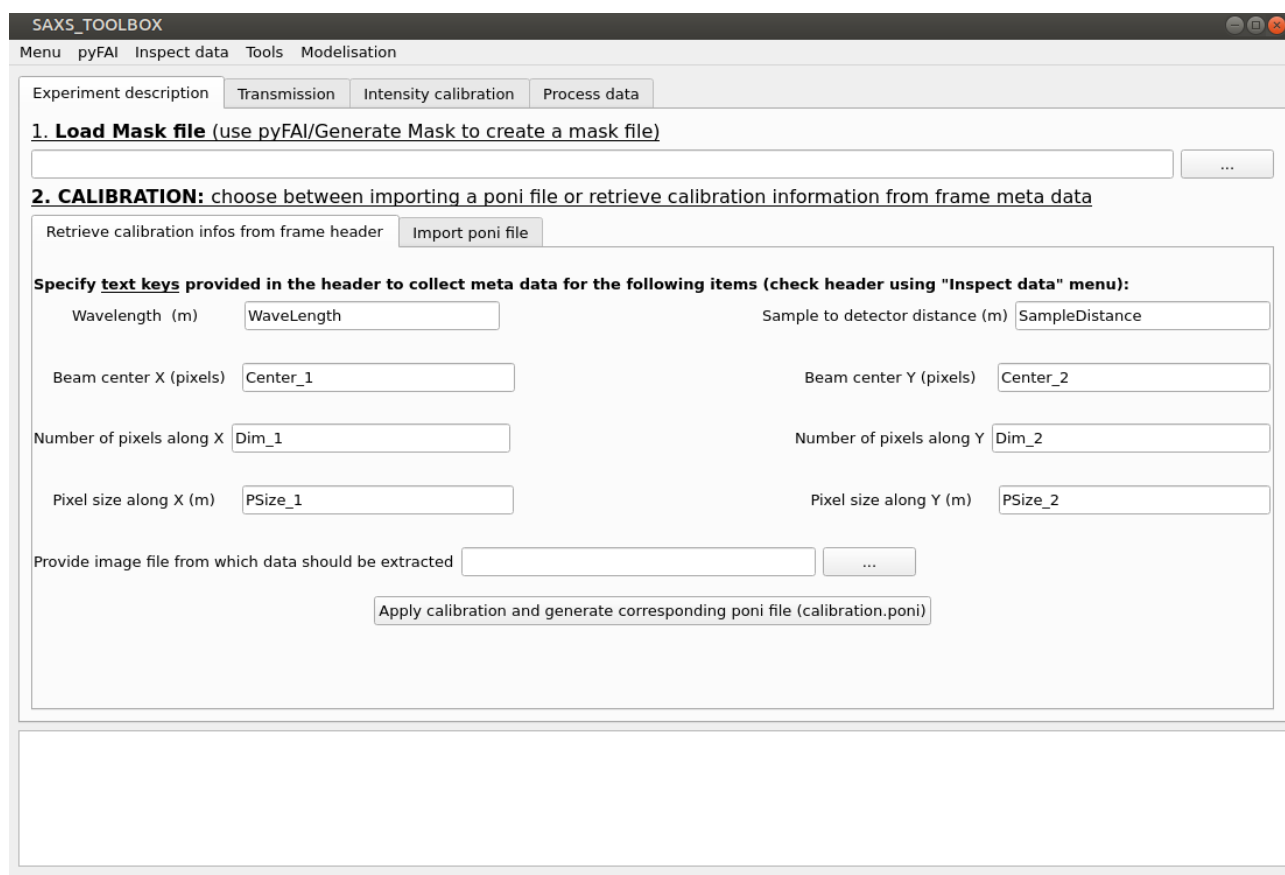 SAXS_TOOLBOX
Menu pyFAI Inspect data Tools Modelisation
Experiment description Transmission Intensity calibration Process data
1. Load Mask file (use pyFAI/Generate Mask to create a mask file)
...
2. CALIBRATION: choose between importing a poni file or retrieve calibration information from frame meta data
Retrieve calibration infos from frame header Import poni file
Specify text keys provided in the header to collect meta data for the following items (check header using "Inspect data" menu):
Wavelength (m) WaveLength Sample to detector distance (m) SampleDistance
Beam center X (pixels) Center_1 Beam center Y (pixels) Center_2
Number of pixels along X Dim_1 Number of pixels along Y Dim_2
Pixel size along X (m) PSize_1 Pixel size along Y (m) PSize_2
Provide image file from which data should be extracted ...
Apply calibration and generate corresponding poni file (calibration.poni)